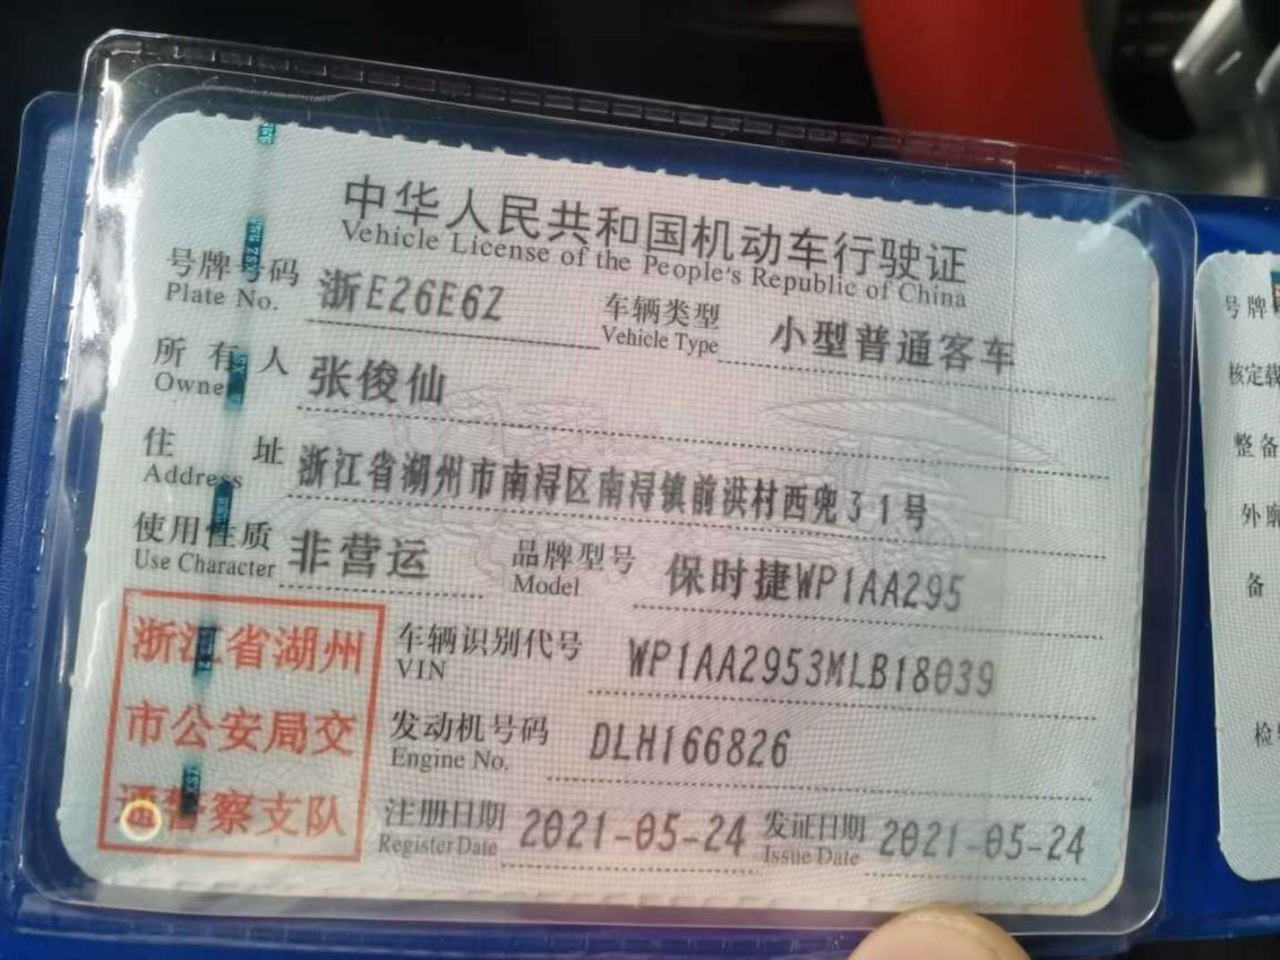 中华人民共和国机动车行驶证
Vehicle License of the People's Republic of China
号牌号码 浙E26E6Z 车辆类型 小型普通客车
Plate No. Vehicle Type
所有人 张俊仙
Owner
住址 浙江省湖州市南浔区南浔镇前洪村西兜31号
Address
使用性质 非营运 品牌型号 保时捷WP1AA295
Use Character Model
浙江省湖州
市公安局交
通警察支队
车辆识别代号 WP1AA2953MLB18039
VIN
发动机号码 DLH166826
Engine No.
注册日期 2021-05-24 发证日期 2021-05-24
Register Date Issue Date
号牌
核定载
整备
外廓
备
检